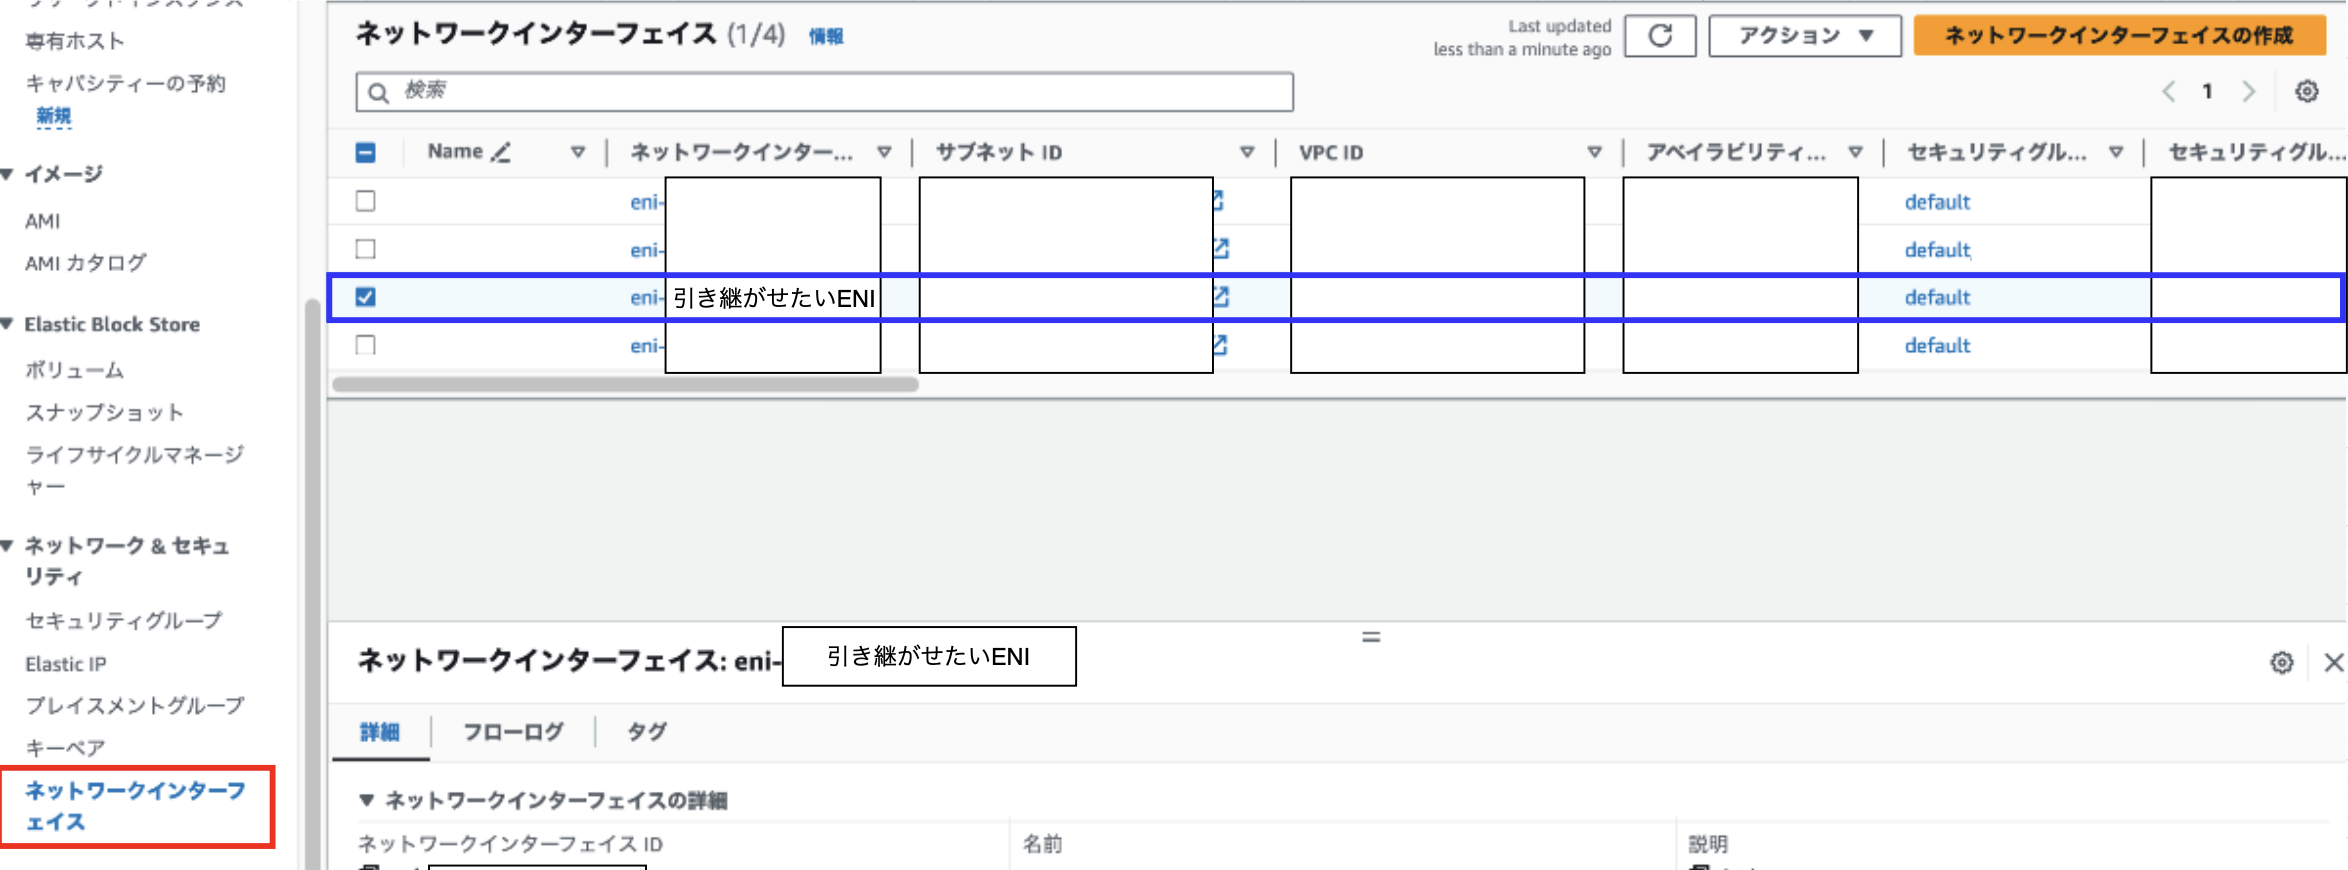 専有ホスト
キャパシティーの予約
新規
イメージ
AMI
AMI カタログ
Elastic Block Store
ボリューム
スナップショット
ライフサイクルマネージ
ャー
ネットワーク & セキュ
リティ
セキュリティグループ
Elastic IP
プレイスメントグループ
キーペア
ネットワークインターフ
ェイス
ネットワークインターフェイス (1/4) 情報
Last updated
less than a minute ago
アクション
ネットワークインターフェイスの作成
検索
1
Name ネットワークインター... サブネット ID VPC ID アベイラビリティ... セキュリティグル... セキュリティグル...
eni- default
eni- default
eni- 引き継がせたいENI default
eni- default
ネットワークインターフェイス: eni- 引き継がせたいENI
詳細 フローログ タグ
ネットワークインターフェイスの詳細
ネットワークインターフェイス ID 名前 説明